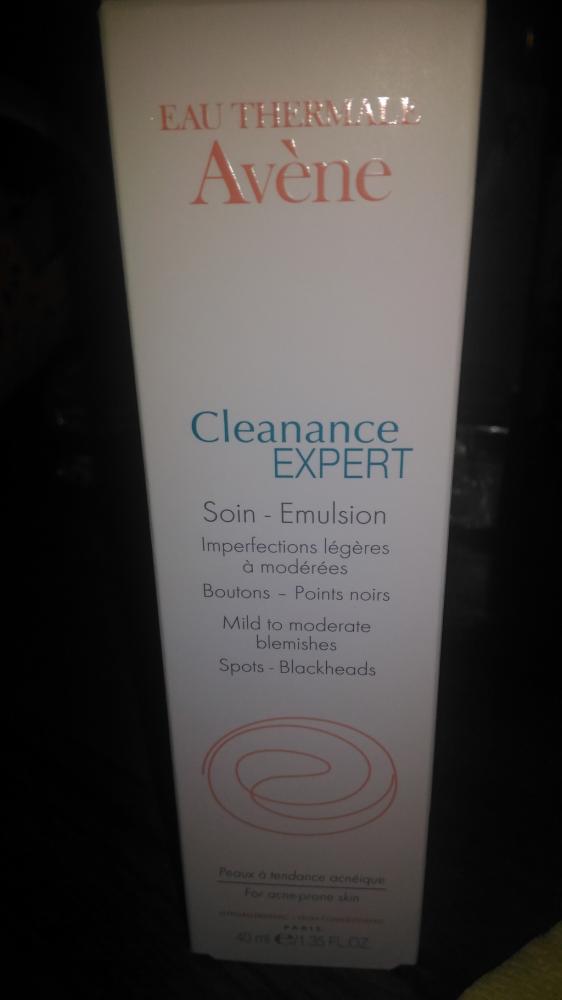 EAU THERMALE
Avène
Cleanance
EXPERT
Soin - Emulsion
Imperfections légères
à modérées
Boutons - Points noirs
Mild to moderate
blemishes
Spots - Blackheads
Peaux à tendance acnéique
For acne-prone skin
PARIS
40 ml e 1.35 FL.OZ.